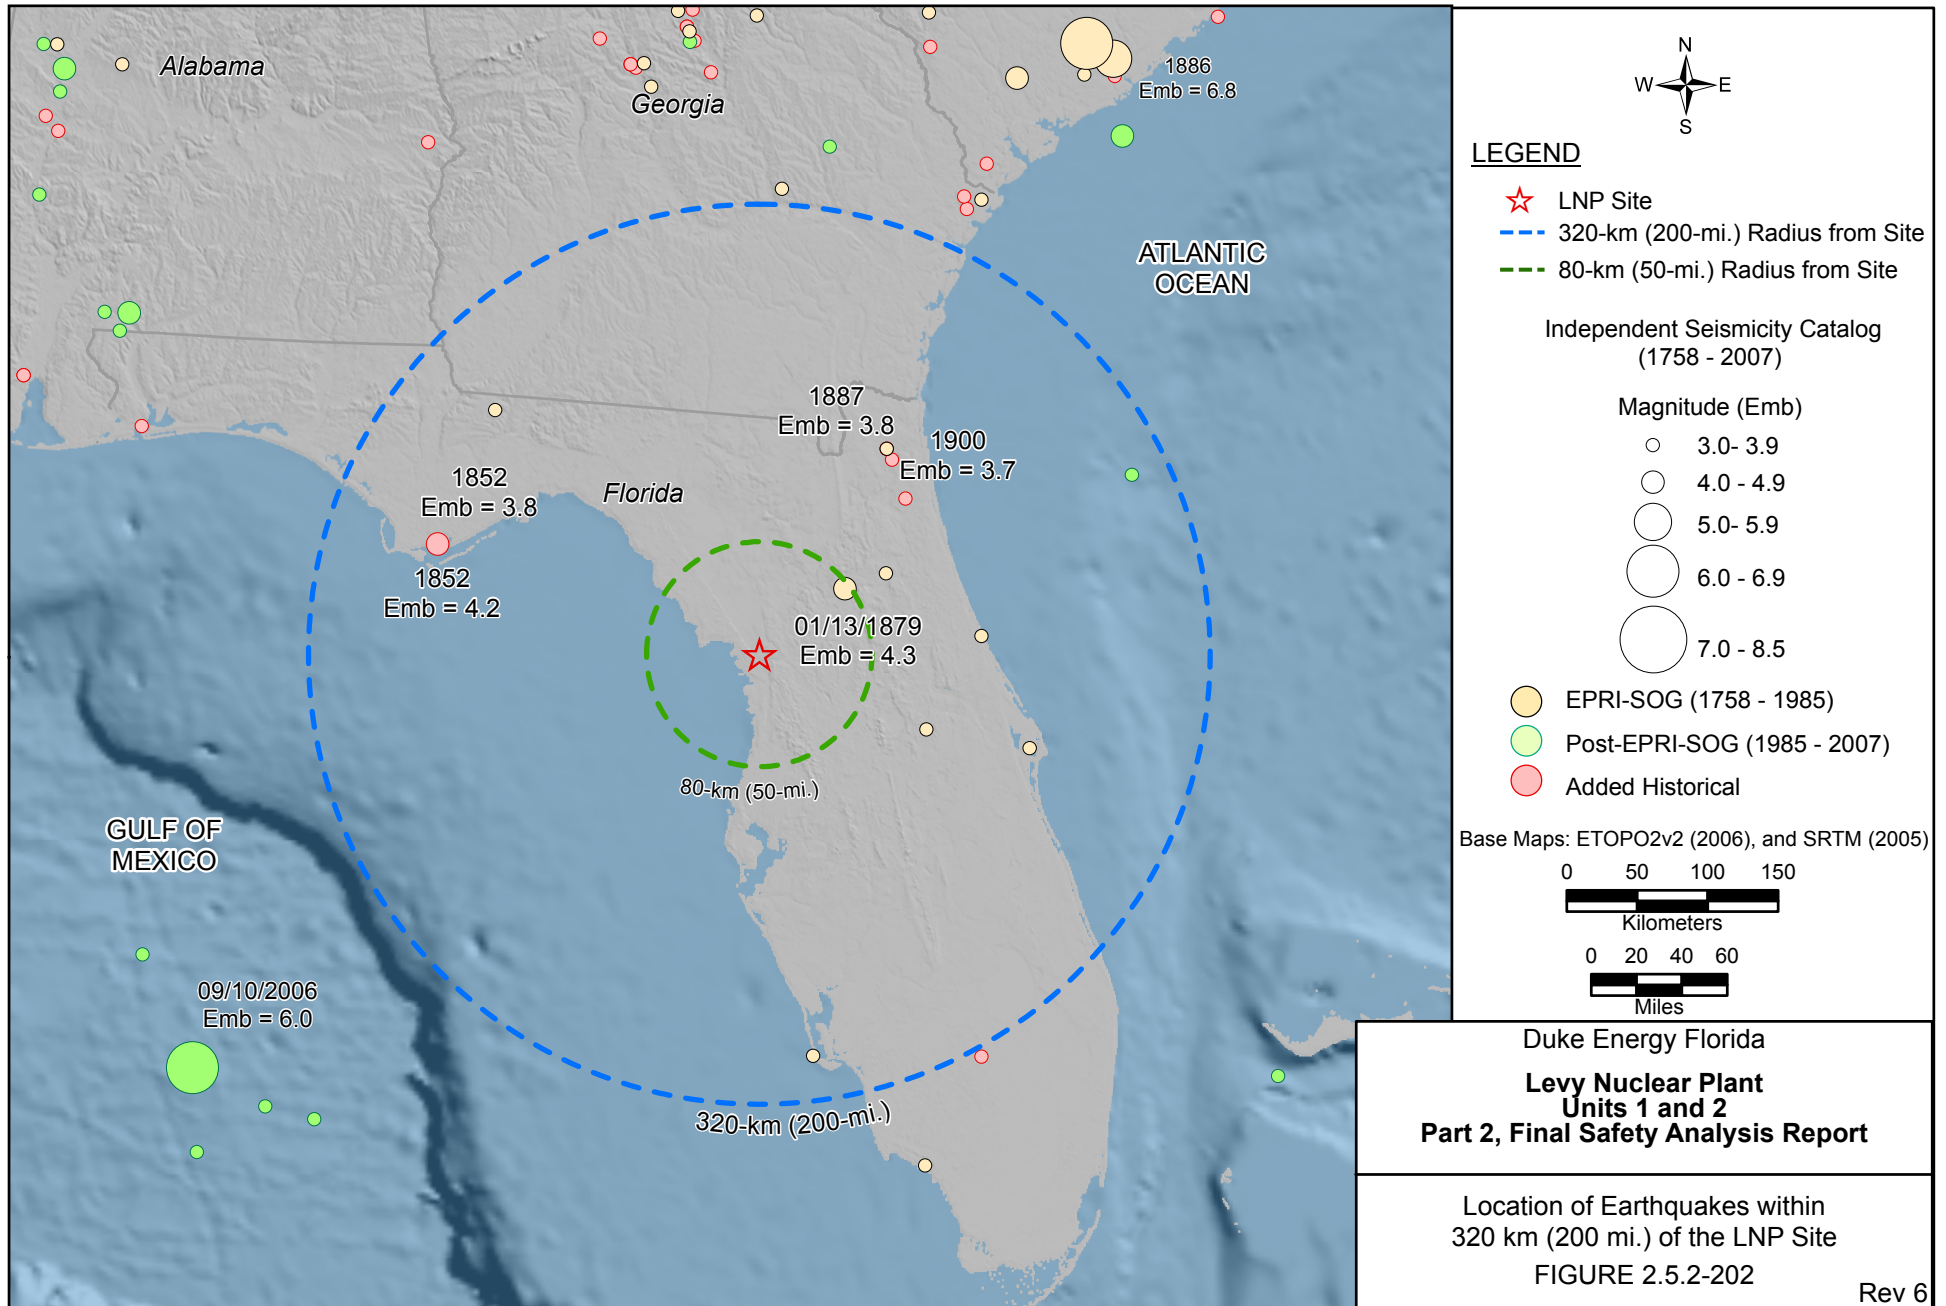 Alabama
Georgia
1886
Emb = 6.8
ATLANTIC
OCEAN
1887
Emb = 3.8
1900
Emb = 3.7
1852
Emb = 3.8
Florida
1852
Emb = 4.2
01/13/1879
Emb = 4.3
80-km (50-mi.)
GULF OF
MEXICO
09/10/2006
Emb = 6.0
320-km (200-mi.)
N
W E
S
LEGEND
LNP Site
320-km (200-mi.) Radius from Site
80-km (50-mi.) Radius from Site
Independent Seismicity Catalog
(1758 - 2007)
Magnitude (Emb)
3.0- 3.9
4.0 - 4.9
5.0- 5.9
6.0 - 6.9
7.0 - 8.5
EPRI-SOG (1758 - 1985)
Post-EPRI-SOG (1985 - 2007)
Added Historical
Base Maps: ETOPO2v2 (2006), and SRTM (2005)
0 50 100 150
Kilometers
0 20 40 60
Miles
Duke Energy Florida
Levy Nuclear Plant
Units 1 and 2
Part 2, Final Safety Analysis Report
Location of Earthquakes within
320 km (200 mi.) of the LNP Site
FIGURE 2.5.2-202
Rev 6